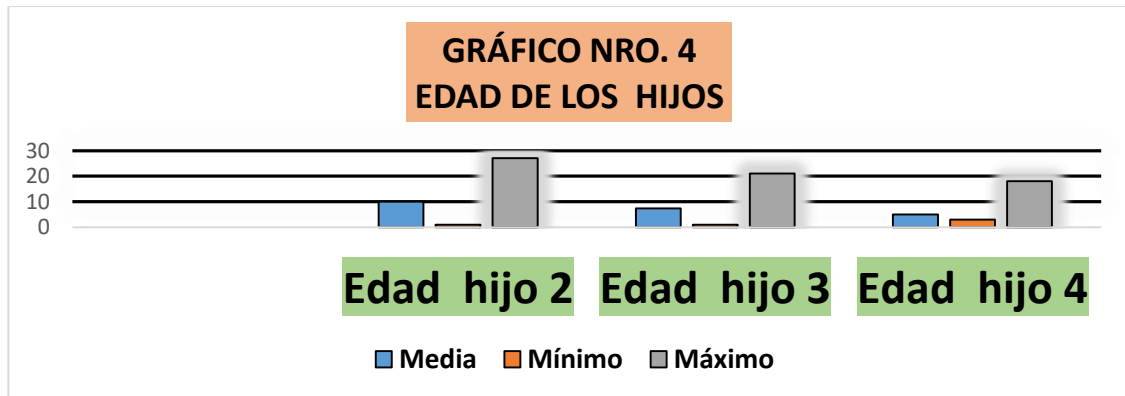 GRÁFICO NRO. 4
EDAD DE LOS HIJOS
30
20
10
0
Edad hijo 2 Edad hijo 3 Edad hijo 4
Media Mínimo Máximo